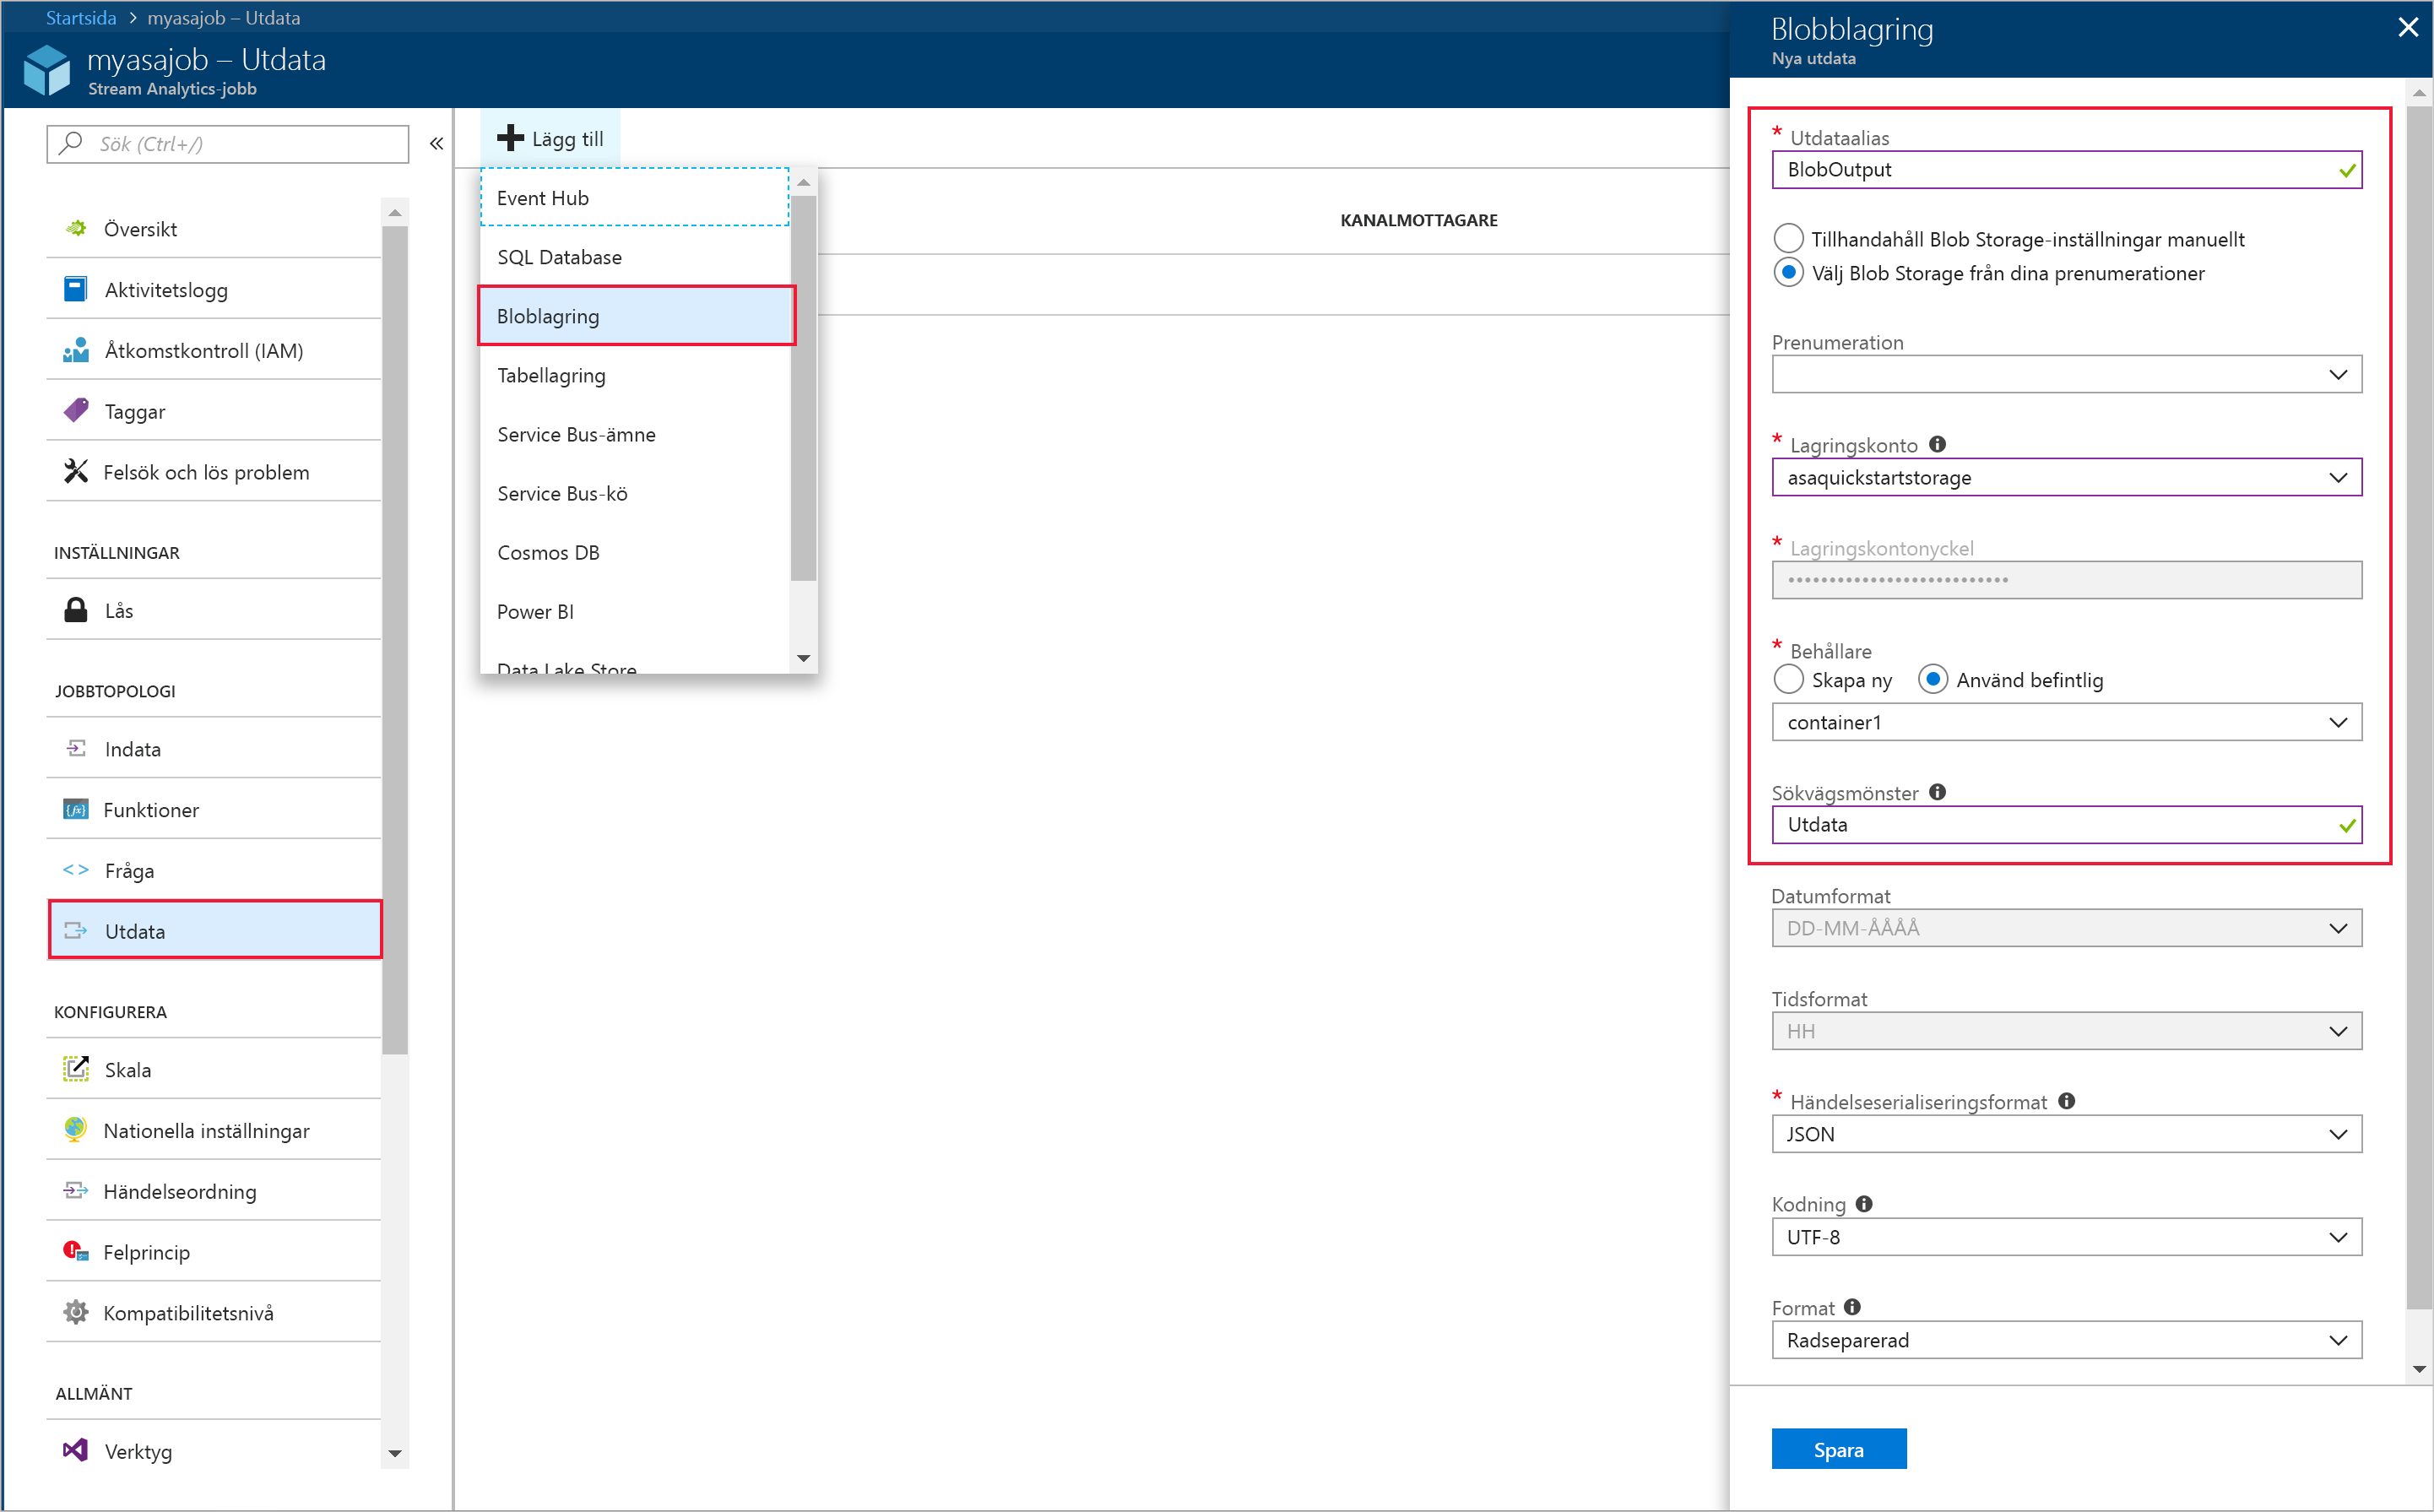 Startsida > myasajob – Utdata
myasajob – Utdata
Stream Analytics-jobb
Sök (Ctrl+/)
«
Översikt
Aktivitetslogg
Åtkomstkontroll (IAM)
Taggar
Felsök och lös problem
INSTÄLLNINGAR
Lås
JOBBTOPOLOGI
Indata
Funktioner
Fråga
Utdata
KONFIGURERA
Skala
Nationella inställningar
Händelseordning
Felprincip
Kompatibilitetsnivå
ALLMÄNT
Verktyg
Lägg till
Event Hub
SQL Database
Bloblagring
Tabellagring
Service Bus-ämne
Service Bus-kö
Cosmos DB
Power BI
Data Lake Store
KANALMOTTAGARE
Blobblagring
Nya utdata
* Utdataalias
BlobOutput
Tillhandahåll Blob Storage-inställningar manuellt
Välj Blob Storage från dina prenumerationer
Prenumeration
* Lagringskonto
asaquickstartstorage
* Lagringskontonyckel
•••••••••••••••••••••••••••
* Behållare
Skapa ny Använd befintlig
container1
Sökvägsmönster
Utdata
Datumformat
DD-MM-ÅÅÅÅ
Tidsformat
HH
* Händelseserialiseringsformat
JSON
Kodning
UTF-8
Format
Radseparerad
Spara